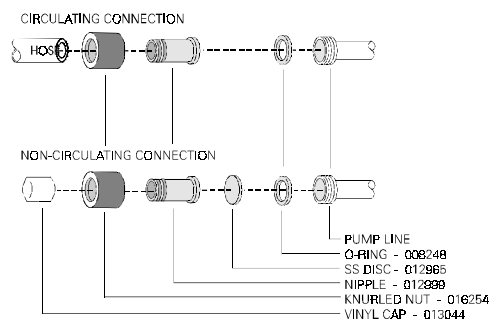 CIRCULATING CONNECTION
HOSE
NON-CIRCULATING CONNECTION
PUMP LINE
O-RING - 008248
SS DISC - 012965
NIPPLE - 012999
KNURLED NUT - 016254
VINYL CAP - 013044